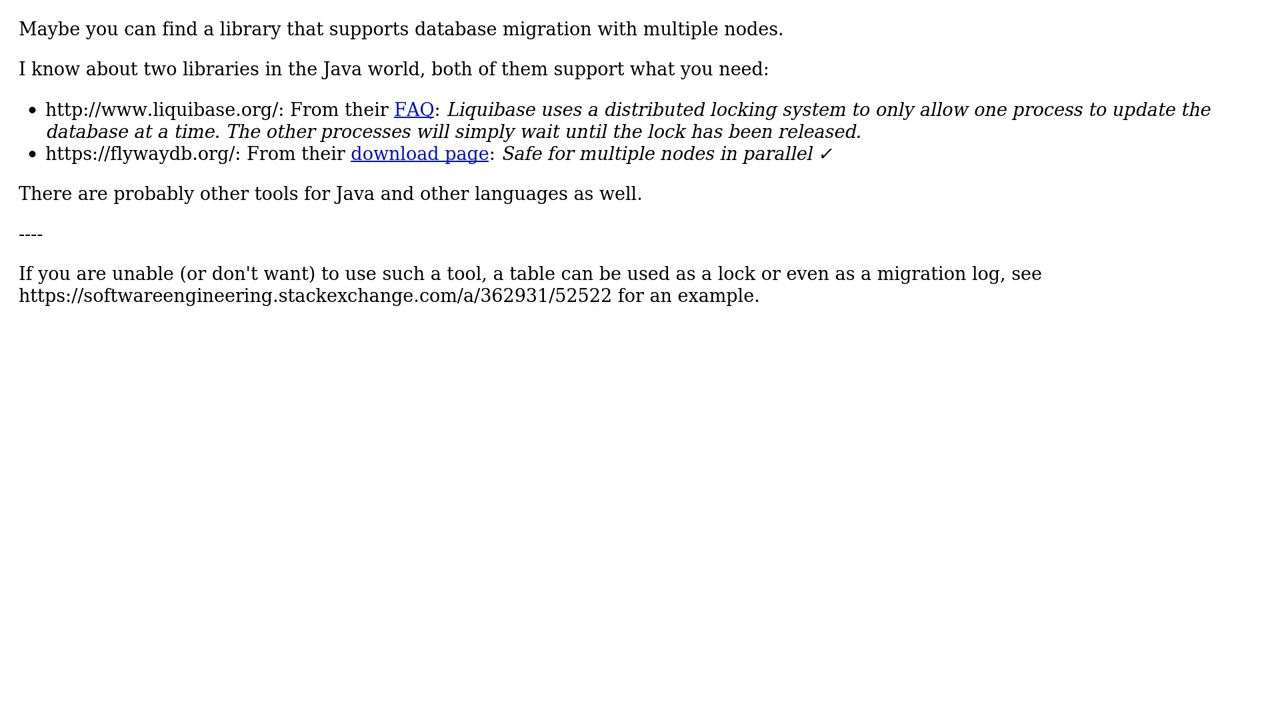 Maybe you can find a library that supports database migration with multiple nodes.
I know about two libraries in the Java world, both of them support what you need:
• http://www.liquibase.org/: From their FAQ: Liquibase uses a distributed locking system to only allow one process to update the
database at a time. The other processes will simply wait until the lock has been released.
• https://flywaydb.org/: From their download page: Safe for multiple nodes in parallel ✓
There are probably other tools for Java and other languages as well.
----
If you are unable (or don't want) to use such a tool, a table can be used as a lock or even as a migration log, see
https://softwareengineering.stackexchange.com/a/362931/52522 for an example.